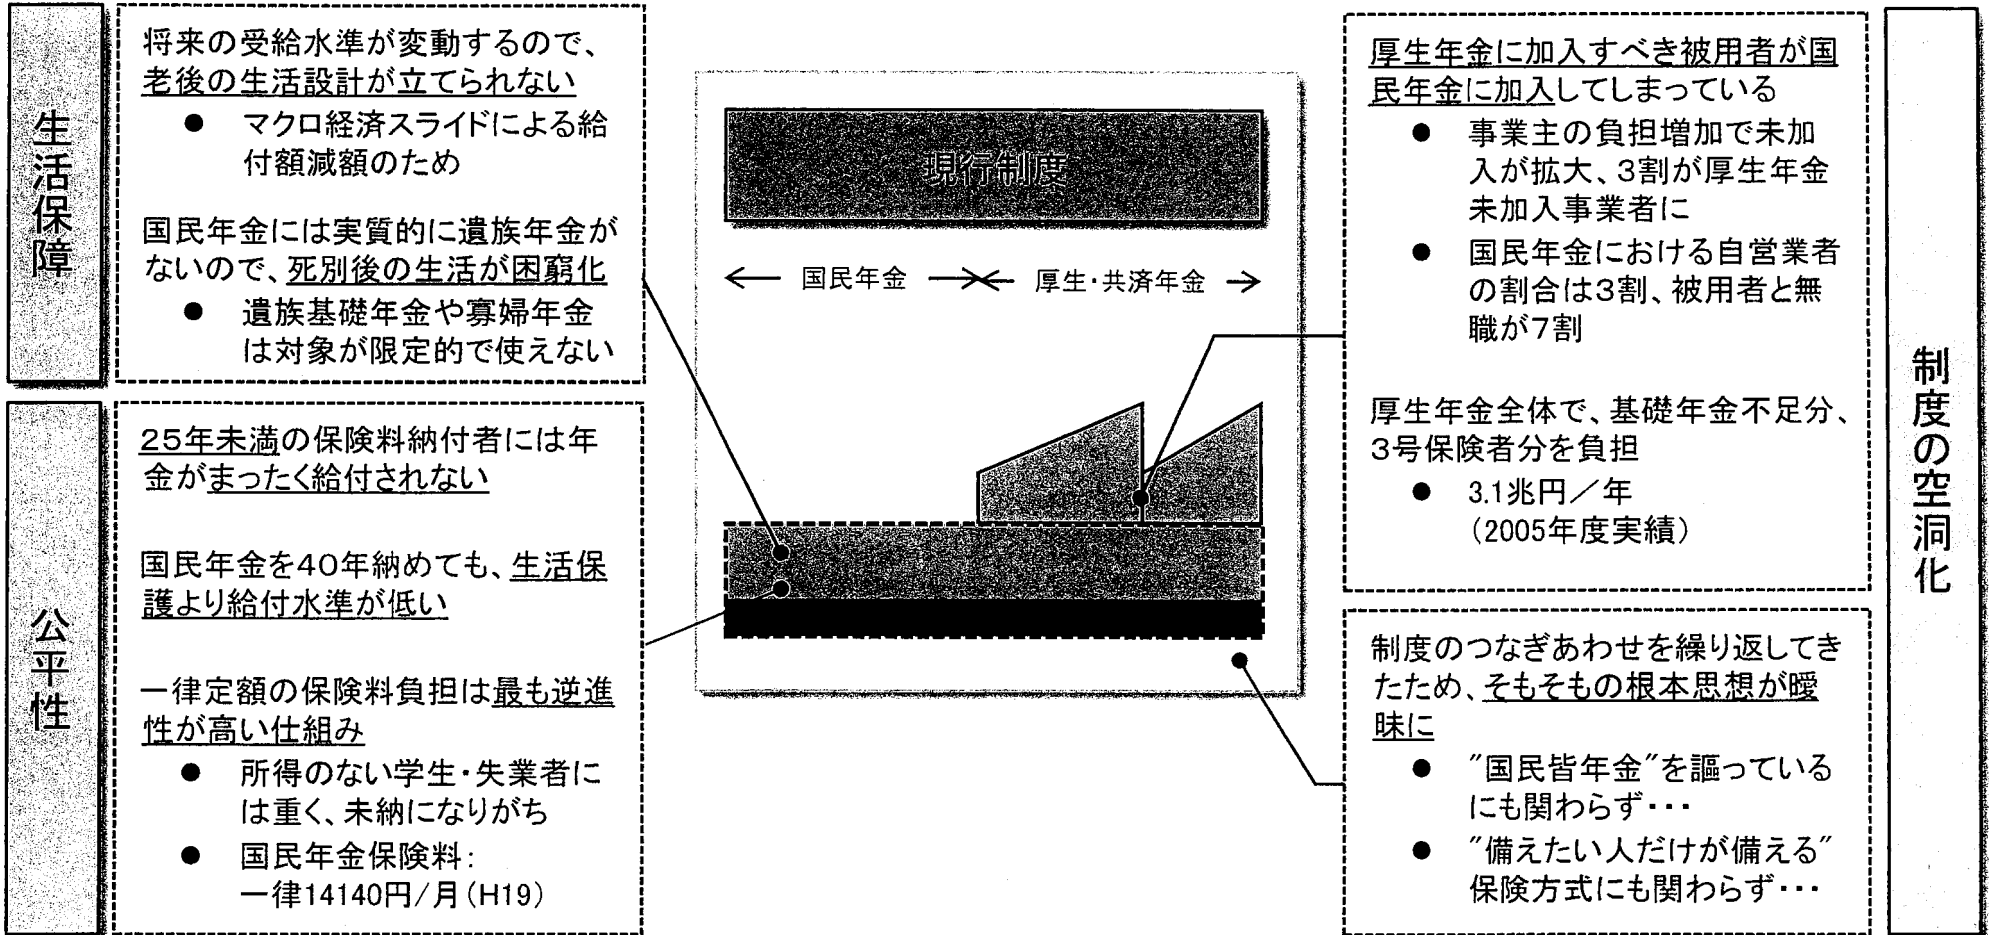 生活保障
将来の受給水準が変動するので、
老後の生活設計が立てられない
● マクロ経済スライドによる給
付額減額のため
国民年金には実質的に遺族年金が
ないので、死別後の生活が困窮化
● 遺族基礎年金や寡婦年金
は対象が限定的で使えない
公平性
25年未満の保険料納付者には年
金がまったく給付されない
国民年金を40年納めても、生活保
護より給付水準が低い
一律定額の保険料負担は最も逆進
性が高い仕組み
● 所得のない学生・失業者に
は重く、未納になりがち
● 国民年金保険料:
一律14140円/月(H19)
現行制度
← 国民年金 →← 厚生・共済年金 →
厚生年金に加入すべき被用者が国
民年金に加入してしまっている
● 事業主の負担増加で未加
入が拡大、3割が厚生年金
未加入事業者に
● 国民年金における自営業者
の割合は3割、被用者と無
職が7割
厚生年金全体で、基礎年金不足分、
3号保険者分を負担
● 3.1兆円/年
(2005年度実績)
制度のつなぎあわせを繰り返してき
たため、そもそもの根本思想が曖
昧に
● ”国民皆年金”を謳っている
にも関わらず・・・
● ”備えたい人だけが備える”
保険方式にも関わらず・・・
制度の空洞化